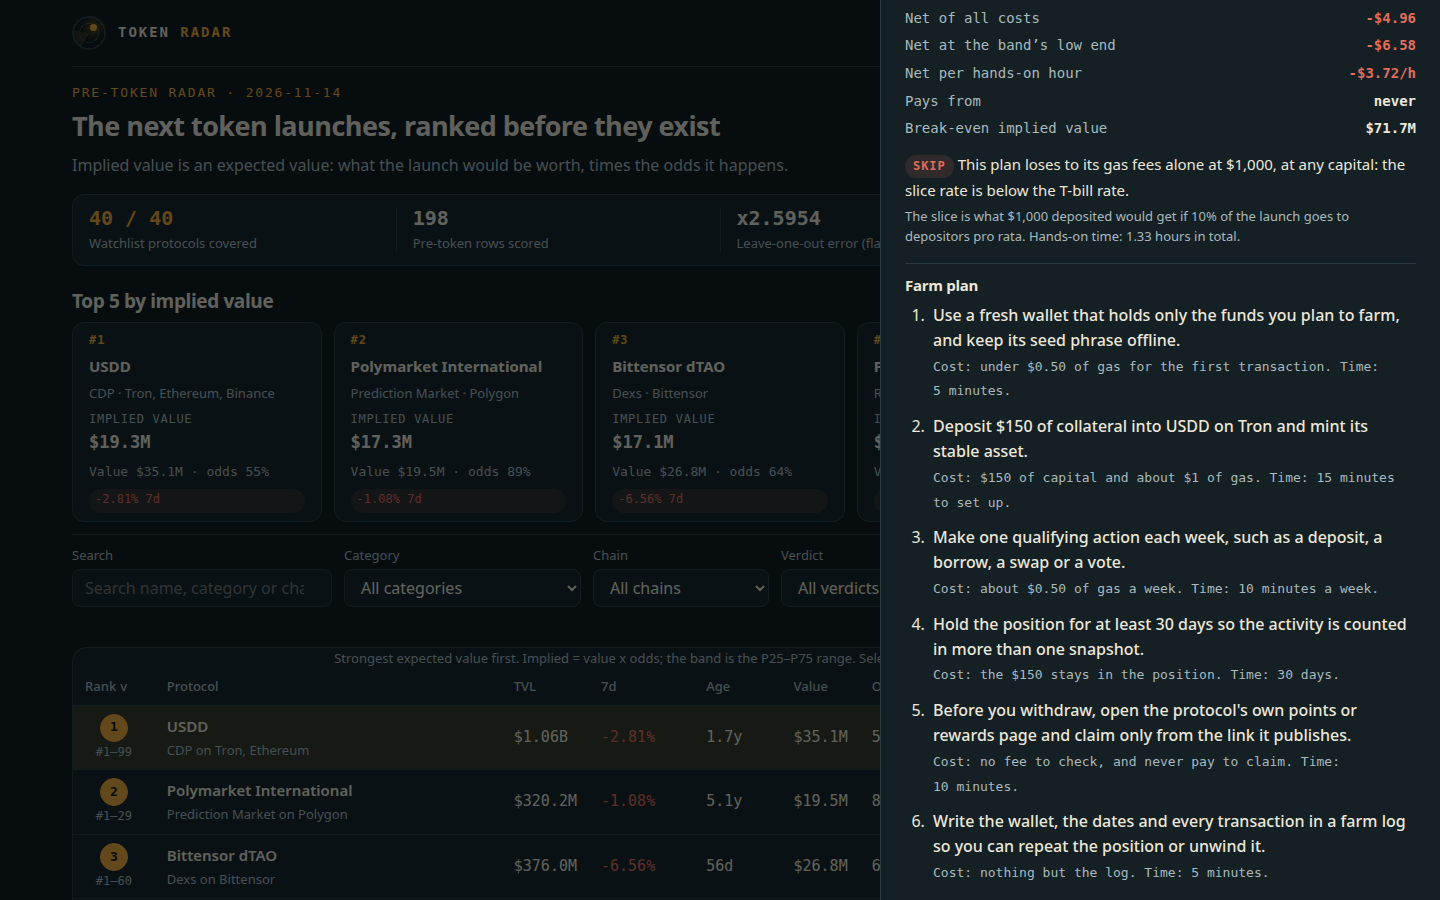 TOKEN RADAR
PRE-TOKEN RADAR · 2026-11-14
The next token launches, ranked before they exist
Implied value is an expected value: what the launch would be worth, times the odds it happens.
40 / 40
Watchlist protocols covered
198
Pre-token rows scored
x2.5954
Leave-one-out error (fla
Top 5 by implied value
#1
USDD
CDP · Tron, Ethereum, Binance
IMPLIED VALUE
$19.3M
Value $35.1M · odds 55%
-2.81% 7d
#2
Polymarket International
Prediction Market · Polygon
IMPLIED VALUE
$17.3M
Value $19.5M · odds 89%
-1.08% 7d
#3
Bittensor dTAO
Dexs · Bittensor
IMPLIED VALUE
$17.1M
Value $26.8M · odds 64%
-6.56% 7d
Search
Category
Chain
Verdict
Search name, category or cha
All categories
All chains
All verdicts
Strongest expected value first. Implied = value x odds; the band is the P25–P75 range. Sele
Rank v Protocol TVL 7d Age Value O
1 USDD $1.06B -2.81% 1.7y $35.1M 5
#1–99 CDP on Tron, Ethereum
2 Polymarket International $320.2M -1.08% 5.1y $19.5M 8
#1–29 Prediction Market on Polygon
3 Bittensor dTAO $376.0M -6.56% 56d $26.8M 6
#1–60 Dexs on Bittensor
Net of all costs -$4.96
Net at the band’s low end -$6.58
Net per hands-on hour -$3.72/h
Pays from never
Break-even implied value $71.7M
SKIP This plan loses to its gas fees alone at $1,000, at any capital: the
slice rate is below the T-bill rate.
The slice is what $1,000 deposited would get if 10% of the launch goes to
depositors pro rata. Hands-on time: 1.33 hours in total.
Farm plan
1. Use a fresh wallet that holds only the funds you plan to farm,
and keep its seed phrase offline.
Cost: under $0.50 of gas for the first transaction. Time:
5 minutes.
2. Deposit $150 of collateral into USDD on Tron and mint its
stable asset.
Cost: $150 of capital and about $1 of gas. Time: 15 minutes
to set up.
3. Make one qualifying action each week, such as a deposit, a
borrow, a swap or a vote.
Cost: about $0.50 of gas a week. Time: 10 minutes a week.
4. Hold the position for at least 30 days so the activity is counted
in more than one snapshot.
Cost: the $150 stays in the position. Time: 30 days.
5. Before you withdraw, open the protocol's own points or
rewards page and claim only from the link it publishes.
Cost: no fee to check, and never pay to claim. Time:
10 minutes.
6. Write the wallet, the dates and every transaction in a farm log
so you can repeat the position or unwind it.
Cost: nothing but the log. Time: 5 minutes.